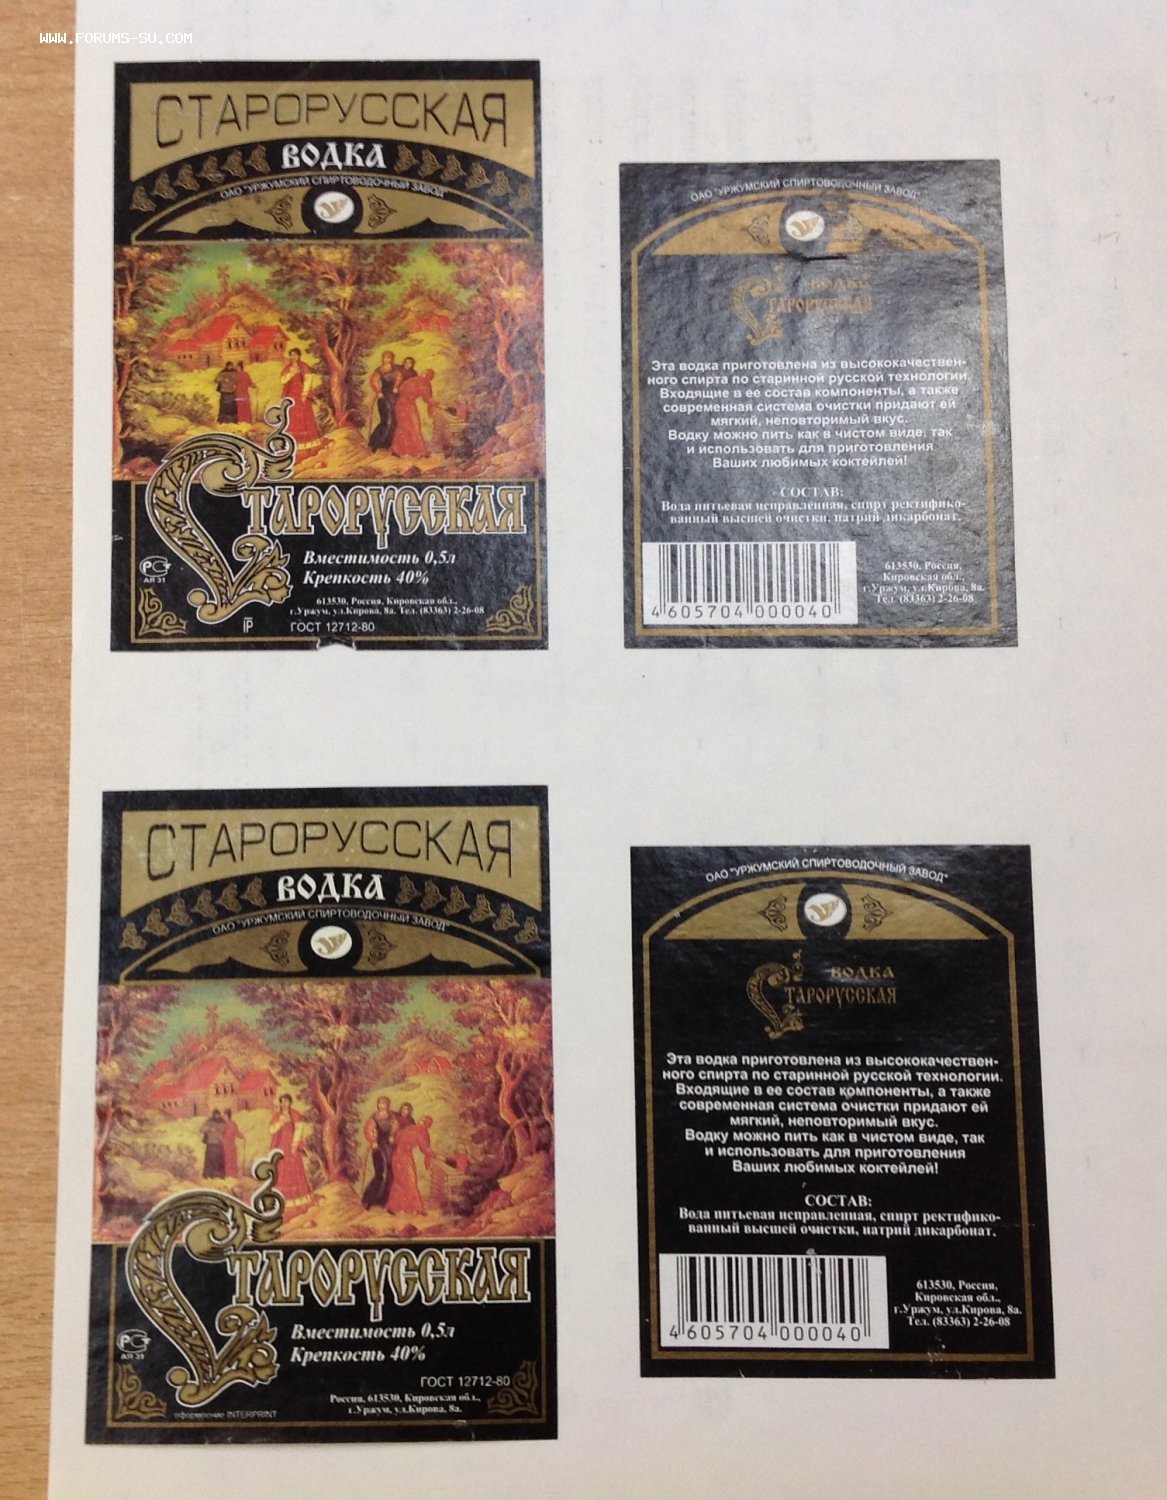 WWW.FORUMS-SU.COM
СТАРОРУССКАЯ
ВОДКА
ОАО "УРЖУМСКИЙ СПИРТОВОДОЧНЫЙ ЗАВОД"
СТАРОРУССКАЯ
Вместимость 0,5л
Крепкость 40%
РСТ
АЯ 31
613530, Россия, Кировская обл.,
г.Уржум, ул.Кирова, 8а. Тел. (83363) 2-26-08
ГОСТ 12712-80
ОАО "УРЖУМСКИЙ СПИРТОВОДОЧНЫЙ ЗАВОД"
ВОДКА
СТАРОРУССКАЯ
Эта водка приготовлена из высококачествен-
ного спирта по старинной русской технологии.
Входящие в ее состав компоненты, а также
современная система очистки придают ей
мягкий, неповторимый вкус.
Водку можно пить как в чистом виде, так
и использовать для приготовления
Ваших любимых коктейлей!
СОСТАВ:
Вода питьевая исправленная, спирт ректифико-
ванный высшей очистки, натрий дикарбонат.
4 605704 000040
613530, Россия,
Кировская обл.,
г.Уржум, ул.Кирова, 8а.
Тел. (83363) 2-26-08
СТАРОРУССКАЯ
ВОДКА
ОАО "УРЖУМСКИЙ СПИРТОВОДОЧНЫЙ ЗАВОД"
СТАРОРУССКАЯ
Вместимость 0,5л
Крепкость 40%
РСТ
ГОСТ 12712-80
Россия, 613530, Кировская обл.,
г.Уржум, ул.Кирова, 8а.
оформление INTERPRINT
ОАО "УРЖУМСКИЙ СПИРТОВОДОЧНЫЙ ЗАВОД"
ВОДКА
СТАРОРУССКАЯ
Эта водка приготовлена из высококачествен-
ного спирта по старинной русской технологии.
Входящие в ее состав компоненты, а также
современная система очистки придают ей
мягкий, неповторимый вкус.
Водку можно пить как в чистом виде, так
и использовать для приготовления
Ваших любимых коктейлей!
СОСТАВ:
Вода питьевая исправленная, спирт ректифико-
ванный высшей очистки, натрий дикарбонат.
4 605704 000040
613530, Россия,
Кировская обл.,
г.Уржум, ул.Кирова, 8а.
Тел. (83363) 2-26-08